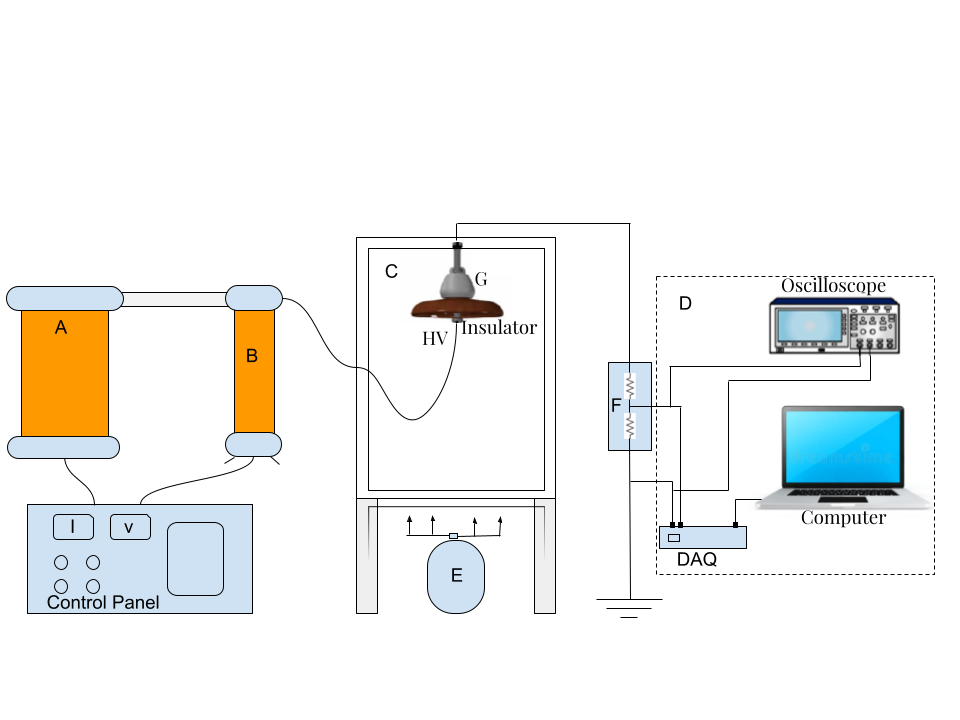 Oscilloscope
C
G
D
A
Insulator
HV
B
F
Computer
I
v
DAQ
E
Control Panel